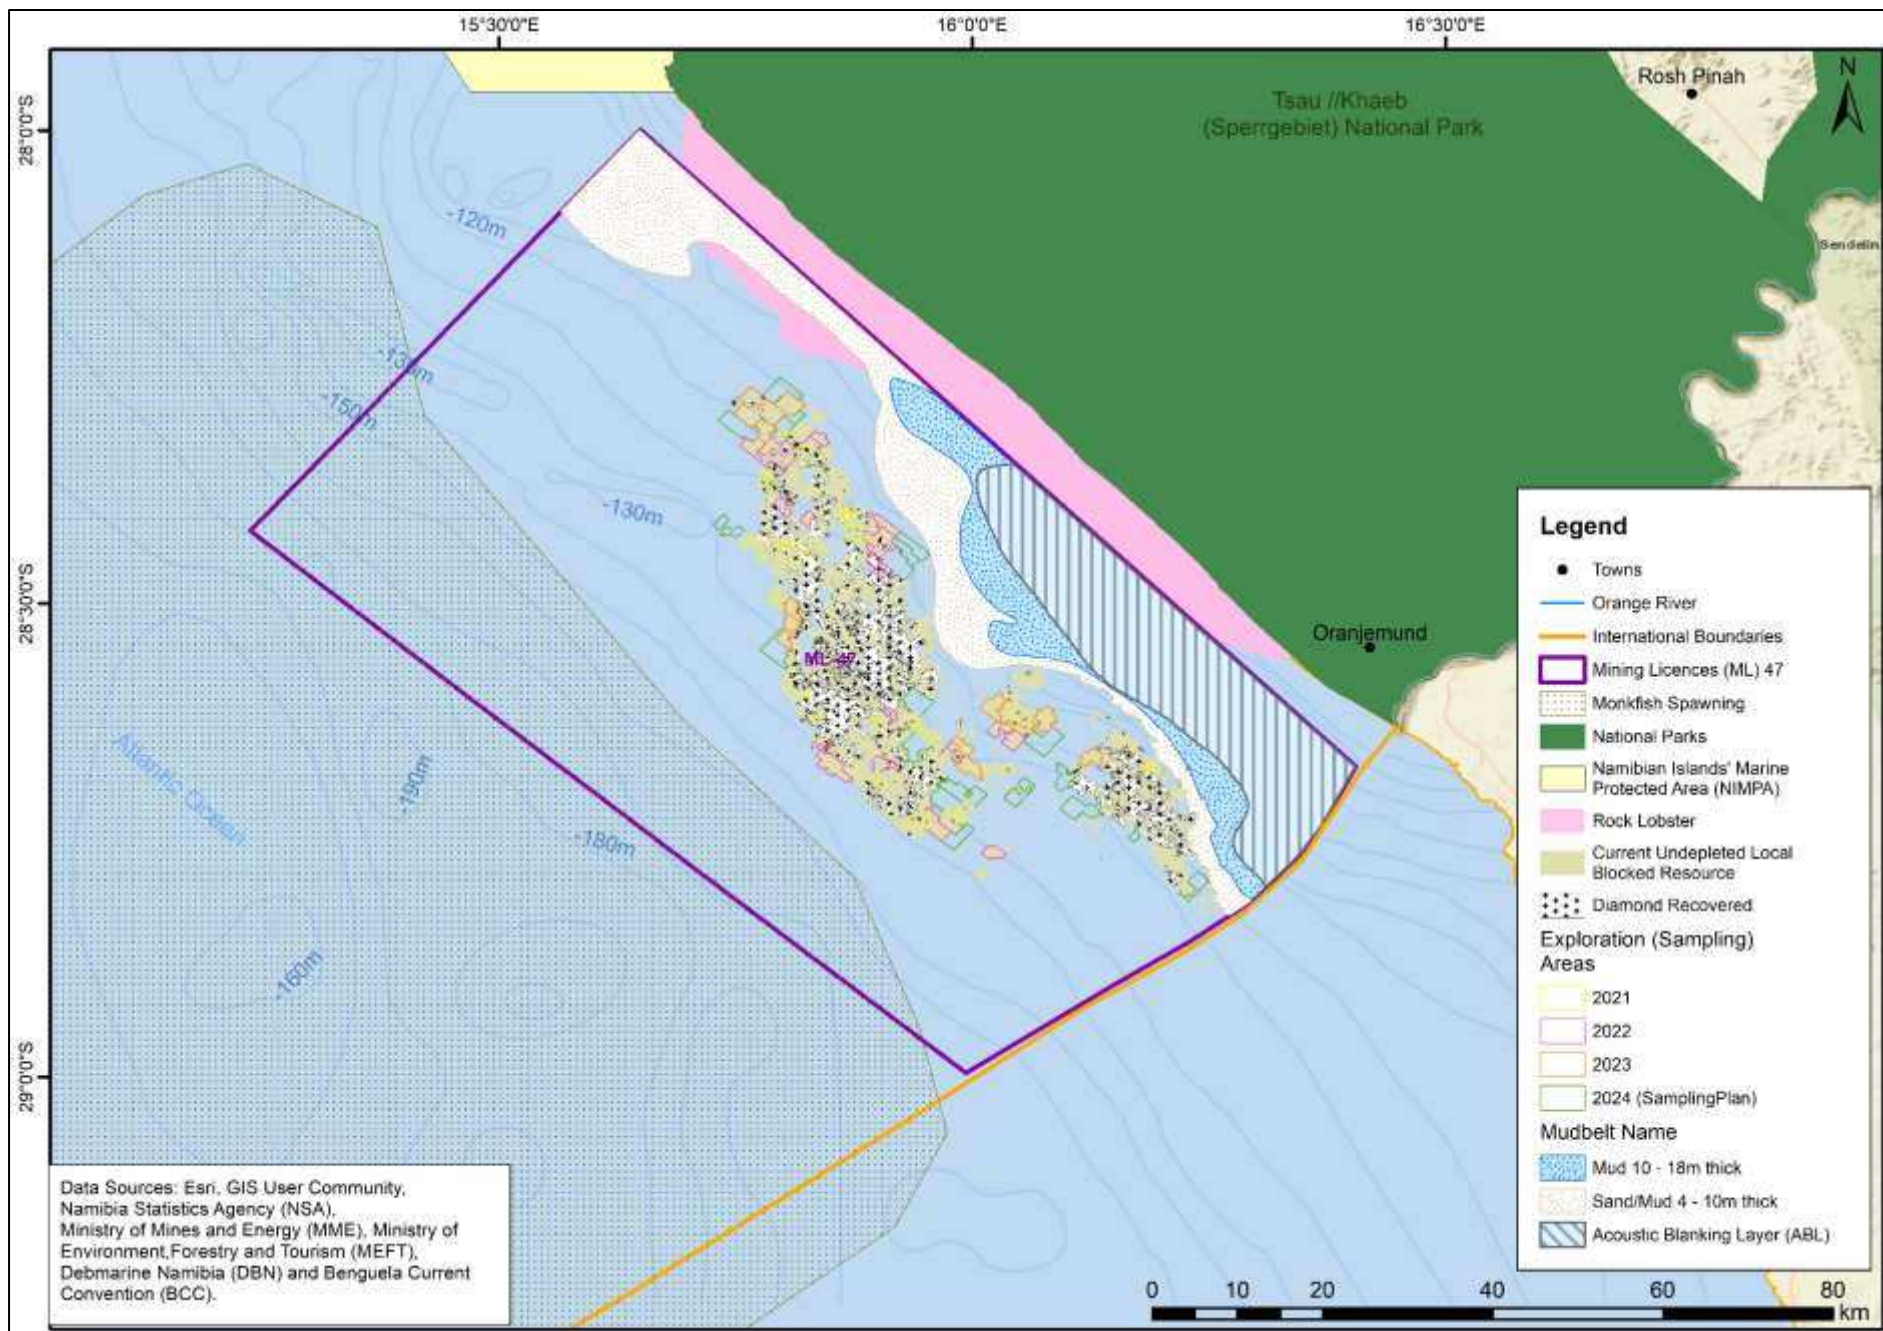 15°30'0"E
16°0'0"E
16°30'0"E
28°0'0"S
28°30'0"S
29°0'0"S
N
Rosh Pinah
Tsau //Khaeb
(Sperrgebiet) National Park
Sendelin
-120m
-130m
-150m
-130m
ML 47
Oranjemund
Atlantic Ocean
-190m
-180m
-160m
Legend
Towns
Orange River
International Boundaries
Mining Licences (ML) 47
Monkfish Spawning
National Parks
Namibian Islands' Marine
Protected Area (NIMPA)
Rock Lobster
Current Undepleted Local
Blocked Resource
Diamond Recovered
Exploration (Sampling)
Areas
2021
2022
2023
2024 (SamplingPlan)
Mudbelt Name
Mud 10 - 18m thick
Sand/Mud 4 - 10m thick
Acoustic Blanking Layer (ABL)
Data Sources: Esri, GIS User Community,
Namibia Statistics Agency (NSA),
Ministry of Mines and Energy (MME), Ministry of
Environment,Forestry and Tourism (MEFT),
Debmarine Namibia (DBN) and Benguela Current
Convention (BCC).
0 10 20 40 60 80
km